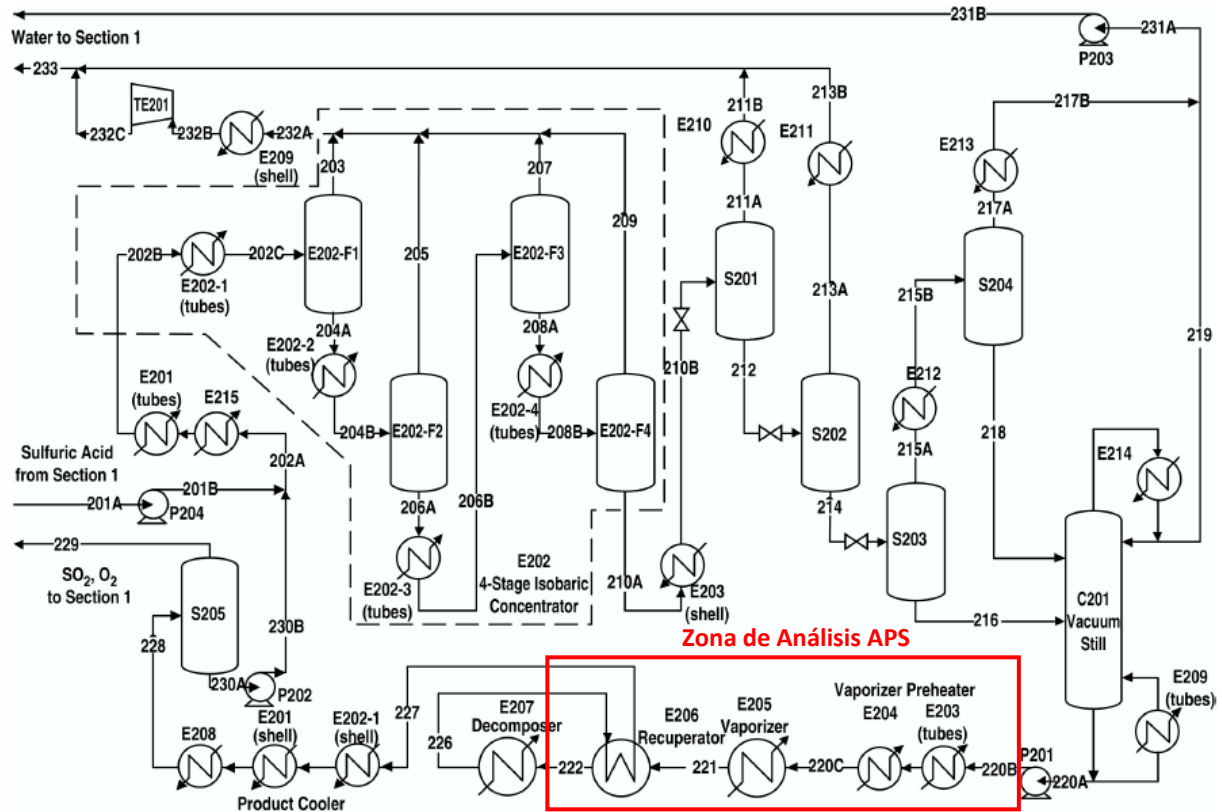 231B
Water to Section 1
231A
P203
233
TE201
211B
213B
217B
232C
232B
232A
E210
E211
E213
E209
(shell)
203
207
211A
217A
209
202B
202C
E202-F1
205
E202-F3
S201
213A
S204
E202-1
(tubes)
215B
204A
208A
219
E202-2
(tubes)
210B
212
E212
E201
(tubes)
E215
E202-4
(tubes)
204B
E202-F2
208B
E202-F4
S202
218
215A
E214
Sulfuric Acid
from Section 1
202A
201B
206A
206B
214
201A
P204
S203
229
E202
4-Stage Isobaric
Concentrator
210A
E203
(shell)
SO2, O2
to Section 1
E202-3
(tubes)
C201
Vacuum
Still
S205
216
230B
Zona de Análisis APS
228
230A
P202
227
E207
Decomposer
E206
Recuperator
E205
Vaporizer
Vaporizer Preheater
E204
E203
(tubes)
E209
(tubes)
E208
E201
(shell)
E202-1
(shell)
226
222
221
220C
220B
P201
220A
Product Cooler